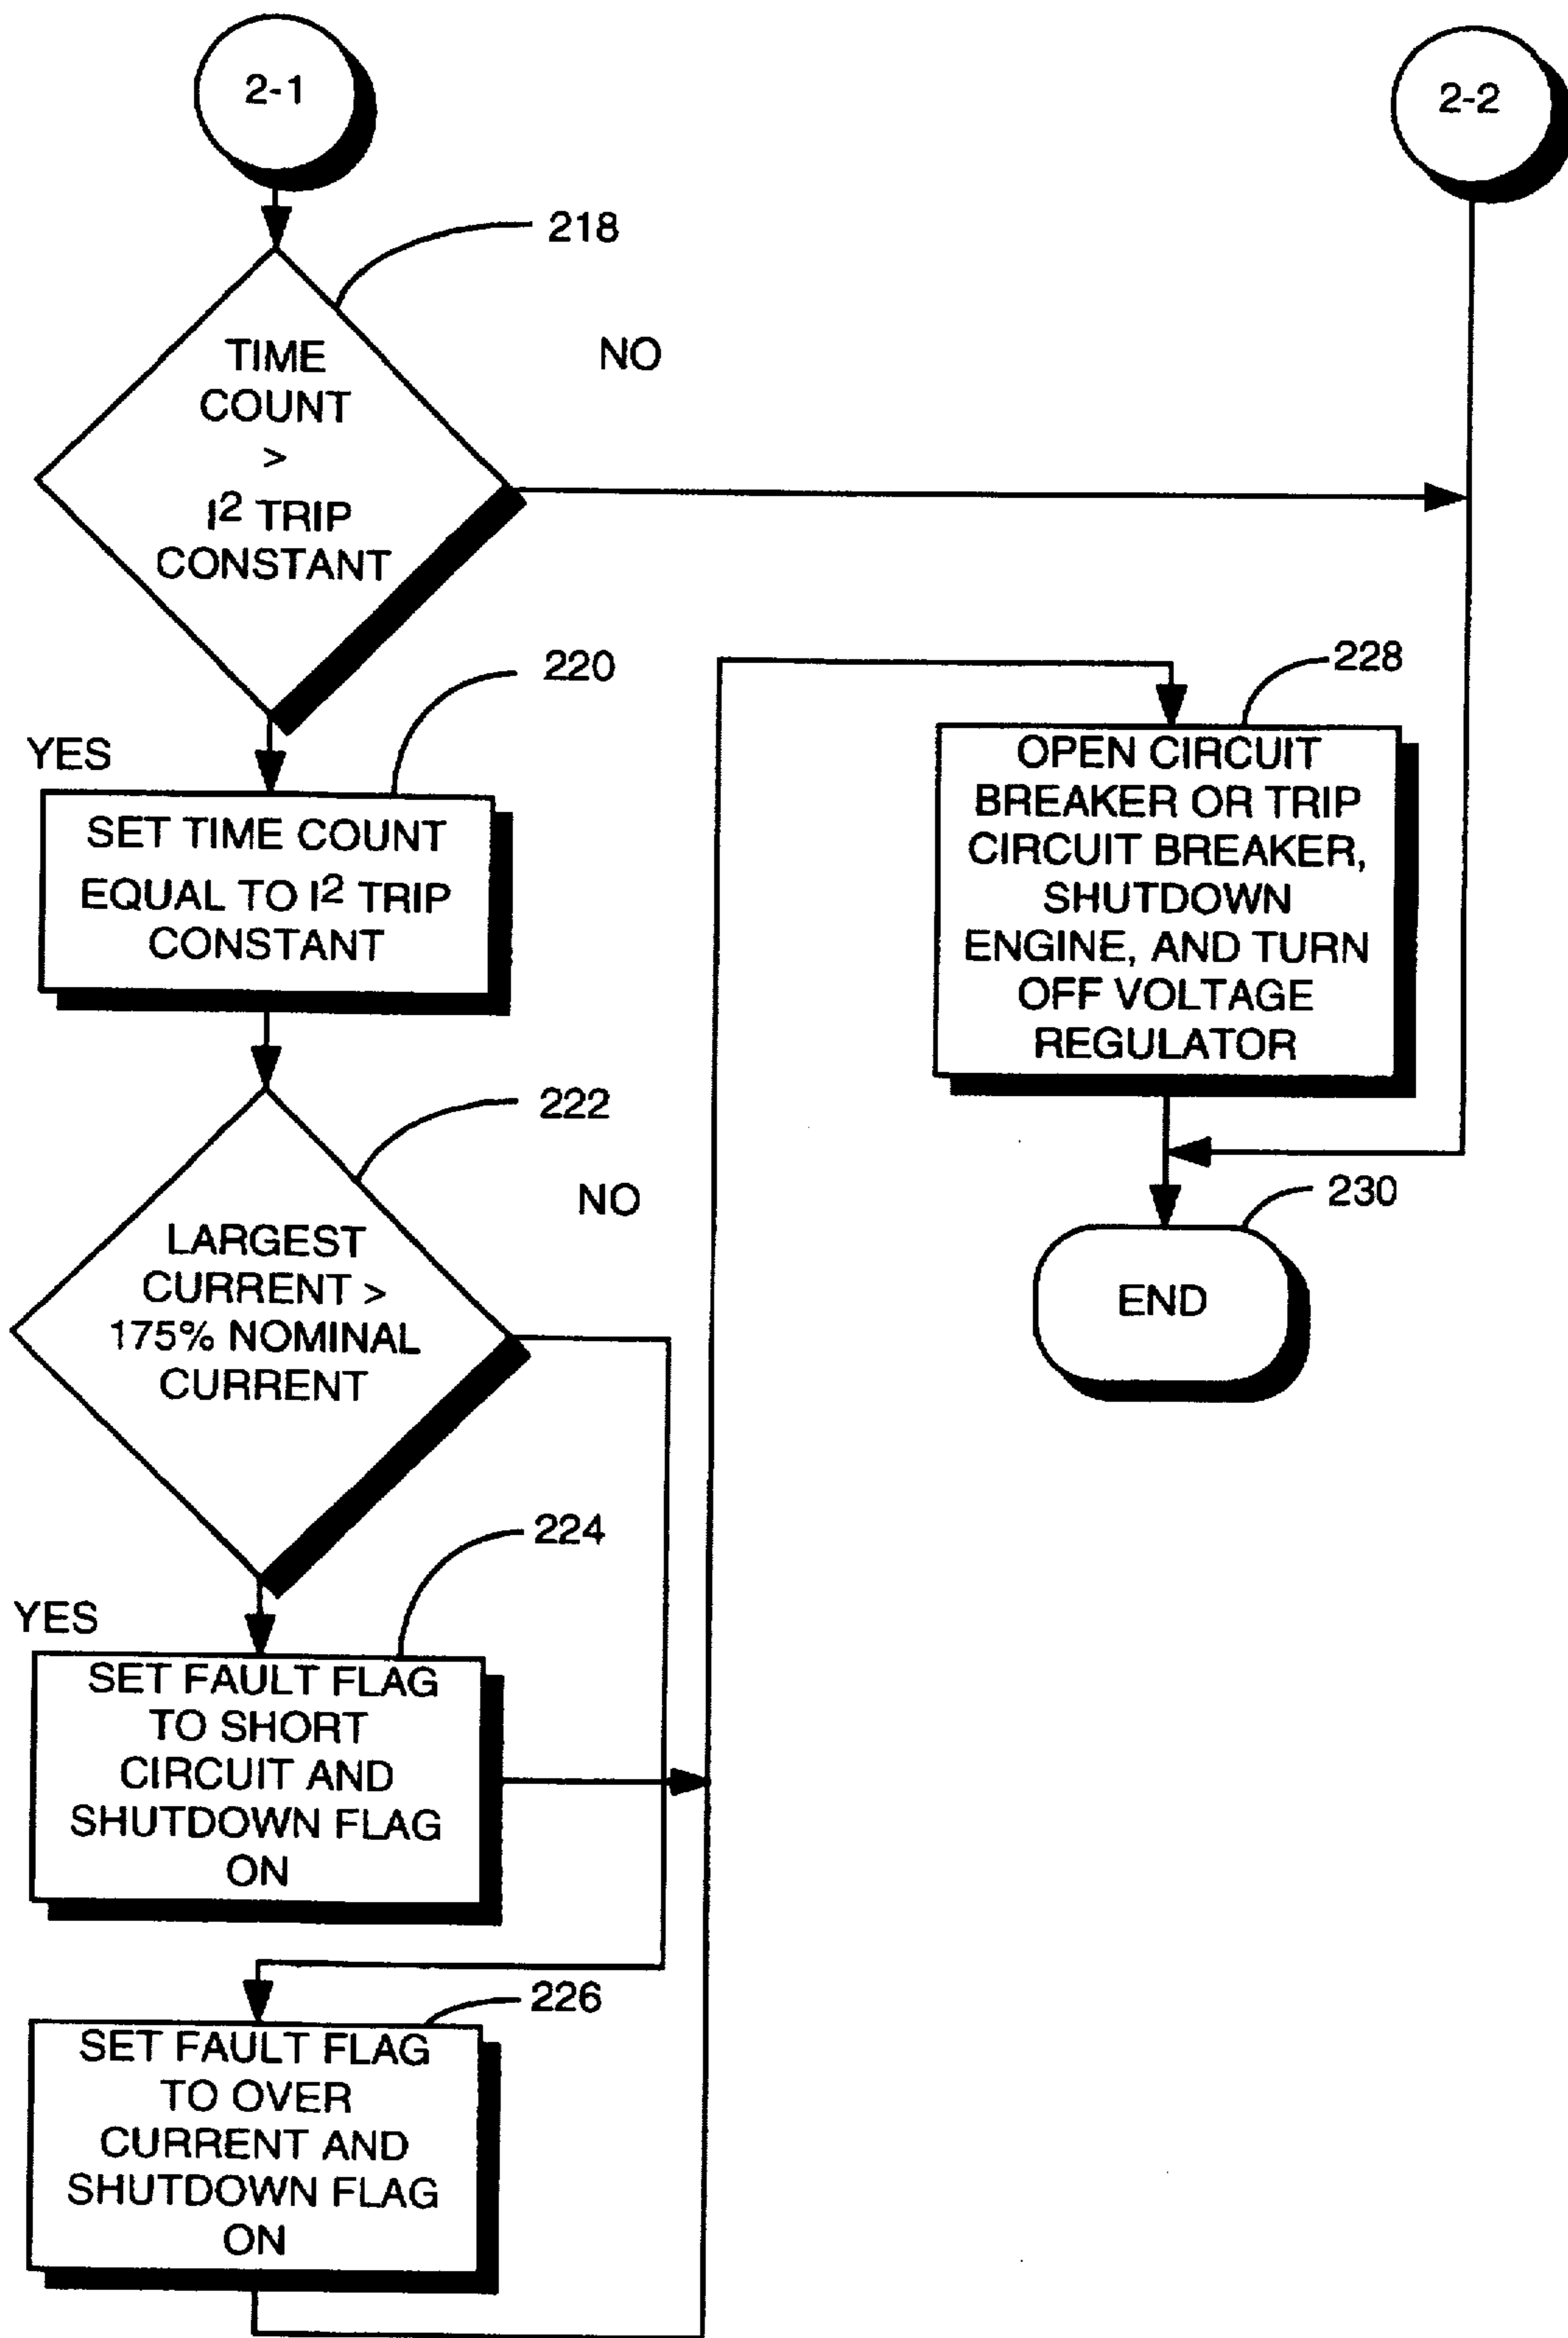 2-1
2-2
218
TIME
COUNT
>
I² TRIP
CONSTANT
NO
YES
220
SET TIME COUNT
EQUAL TO I² TRIP
CONSTANT
222
LARGEST
CURRENT >
175% NOMINAL
CURRENT
NO
YES
224
SET FAULT FLAG
TO SHORT
CIRCUIT AND
SHUTDOWN FLAG
ON
226
SET FAULT FLAG
TO OVER
CURRENT AND
SHUTDOWN FLAG
ON
228
OPEN CIRCUIT
BREAKER OR TRIP
CIRCUIT BREAKER,
SHUTDOWN
ENGINE, AND TURN
OFF VOLTAGE
REGULATOR
230
END